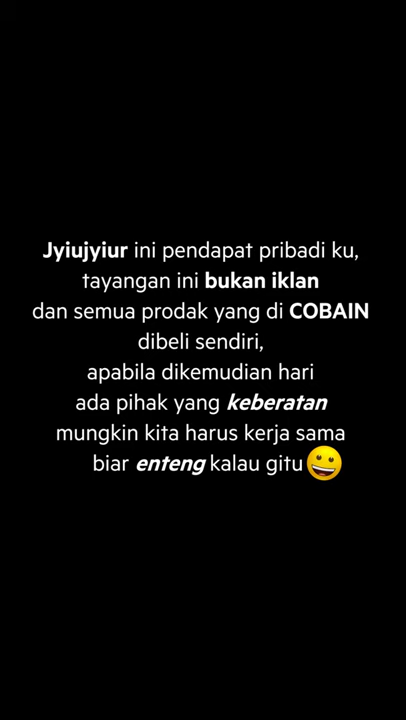 Jyiujyiur ini pendapat pribadi ku,
tayangan ini bukan iklan
dan semua prodak yang di COBAIN
dibeli sendiri,
apabila dikemudian hari
ada pihak yang keberatan
mungkin kita harus kerja sama
biar enteng kalau gitu😀